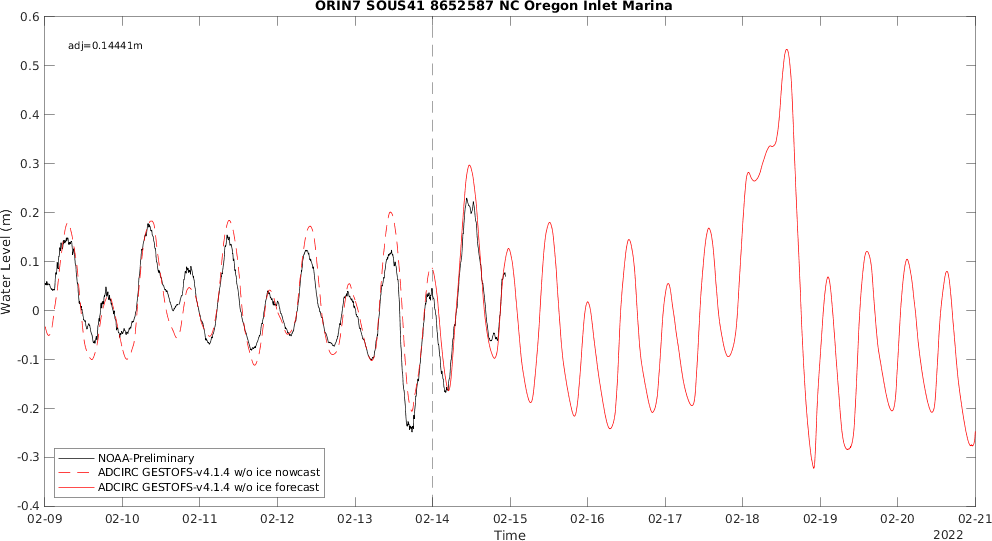 ORIN7 SOUS41 8652587 NC Oregon Inlet Marina
adj=0.14441m
Water Level (m)
0.6
0.5
0.4
0.3
0.2
0.1
0
-0.1
-0.2
-0.3
-0.4
NOAA-Preliminary
ADCIRC GESTOFS-v4.1.4 w/o ice nowcast
ADCIRC GESTOFS-v4.1.4 w/o ice forecast
02-09 02-10 02-11 02-12 02-13 02-14 02-15 02-16 02-17 02-18 02-19 02-20 02-21
Time
2022